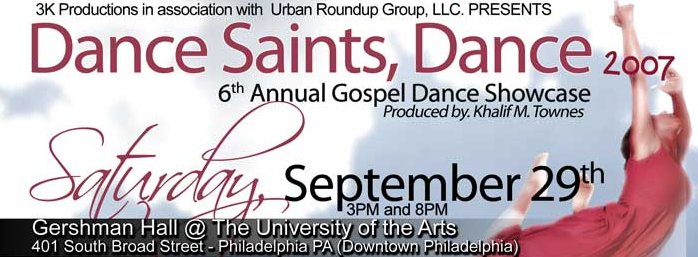 3K Productions in association with Urban Roundup Group, LLC. PRESENTS
Dance Saints, Dance 2007
6th Annual Gospel Dance Showcase
Produced by. Khalif M. Townes
Saturday, September 29th
3PM and 8PM
Gershman Hall @ The University of the Arts
401 South Broad Street - Philadelphia PA (Downtown Philadelphia)